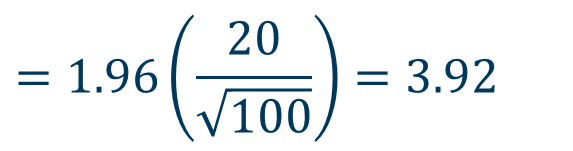 = 1.96 (20/√100) = 3.92